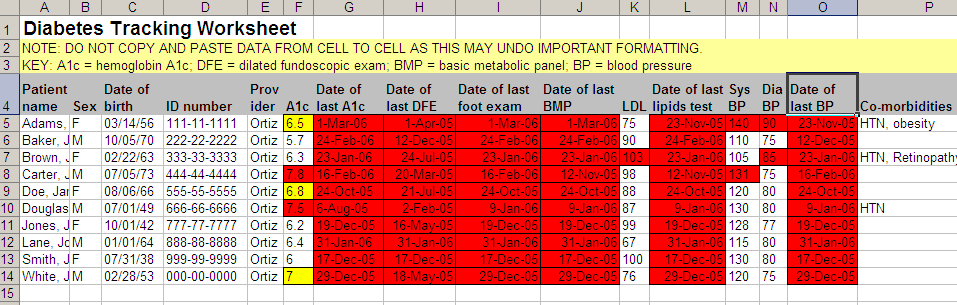 A B C D E F G H I J K L M N O P
1 Diabetes Tracking Worksheet
2 NOTE: DO NOT COPY AND PASTE DATA FROM CELL TO CELL AS THIS MAY UNDO IMPORTANT FORMATTING.
3 KEY: A1c = hemoglobin A1c; DFE = dilated fundoscopic exam; BMP = basic metabolic panel; BP = blood pressure
Patient Date of Prov Date of Date of Date of last Date of last Date of last Sys Dia Date of
4 name Sex birth ID number ider A1c last A1c last DFE foot exam BMP LDL lipids test BP BP last BP Co-morbidities
5 Adams, F 03/14/56 111-11-1111 Ortiz 6.5 1-Mar-06 1-Apr-05 1-Mar-06 1-Mar-06 75 23-Nov-05 140 90 23-Nov-05 HTN, obesity
6 Baker, J M 10/05/70 222-22-2222 Ortiz 5.7 24-Feb-06 12-Dec-05 24-Feb-06 24-Feb-06 90 24-Feb-06 110 75 12-Dec-05
7 Brown, J F 02/22/63 333-33-3333 Ortiz 6.3 23-Jan-06 24-Jul-05 23-Jan-06 23-Jan-06 103 23-Jan-06 105 85 23-Jan-06 HTN, Retinopathy
8 Carter, J M 07/05/73 444-44-4444 Ortiz 7.8 16-Feb-06 20-Mar-05 16-Feb-06 12-Nov-05 98 12-Nov-05 131 75 16-Feb-06
9 Doe, Jan F 08/06/66 555-55-5555 Ortiz 6.8 24-Oct-05 21-Jul-05 24-Oct-05 24-Oct-05 88 24-Oct-05 120 80 24-Oct-05
10 Douglas M 07/01/49 666-66-6666 Ortiz 6-Aug-05 2-Feb-05 9-Jan-06 9-Jan-06 87 9-Jan-06 130 80 9-Jan-06 HTN
11 Jones, J F 10/01/42 777-77-7777 Ortiz 6.2 19-Dec-05 16-May-05 19-Dec-05 19-Dec-05 99 19-Dec-05 128 77 19-Dec-05
12 Lane, Jo M 01/01/64 888-88-8888 Ortiz 6.4 31-Jan-06 31-Jan-06 31-Jan-06 31-Jan-06 67 31-Jan-06 115 80 31-Jan-06
13 Smith, J F 07/31/38 999-99-9999 Ortiz 6 17-Dec-05 17-Dec-05 17-Dec-05 17-Dec-05 100 17-Dec-05 130 80 17-Dec-05
14 White, J M 02/28/53 000-00-0000 Ortiz 7 29-Dec-05 18-May-05 29-Dec-05 29-Dec-05 76 29-Dec-05 120 75 29-Dec-05
15